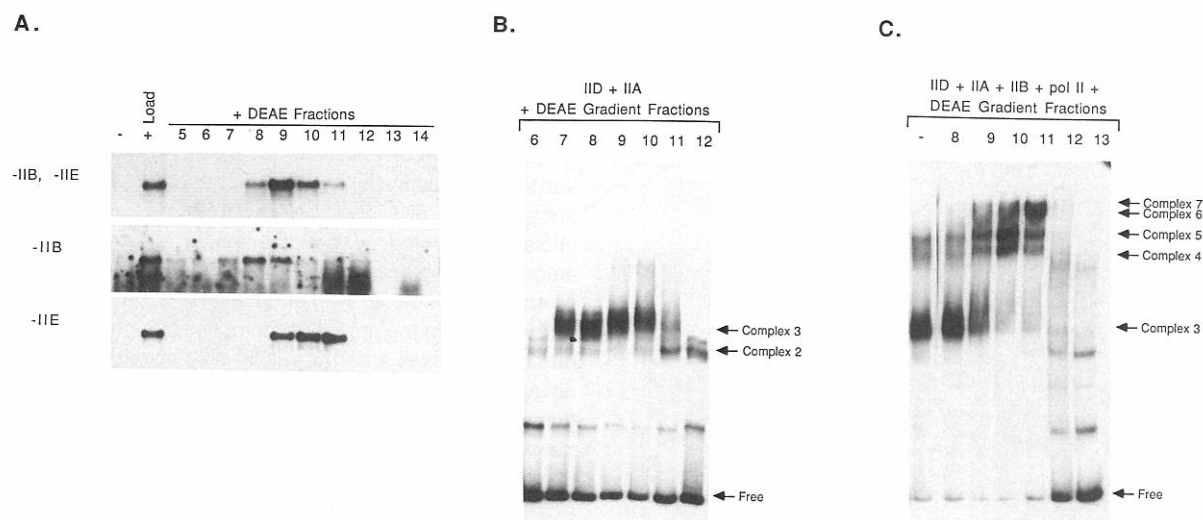 A.
+ Load
+ DEAE Fractions
- 5 6 7 8 9 10 11 12 13 14
-IIB, -IIE
-IIB
-IIE
B.
IID + IIA
+ DEAE Gradient Fractions
6 7 8 9 10 11 12
Complex 3
Complex 2
Free
C.
IID + IIA + IIB + pol II +
DEAE Gradient Fractions
- 8 9 10 11 12 13
Complex 7
Complex 6
Complex 5
Complex 4
Complex 3
Free